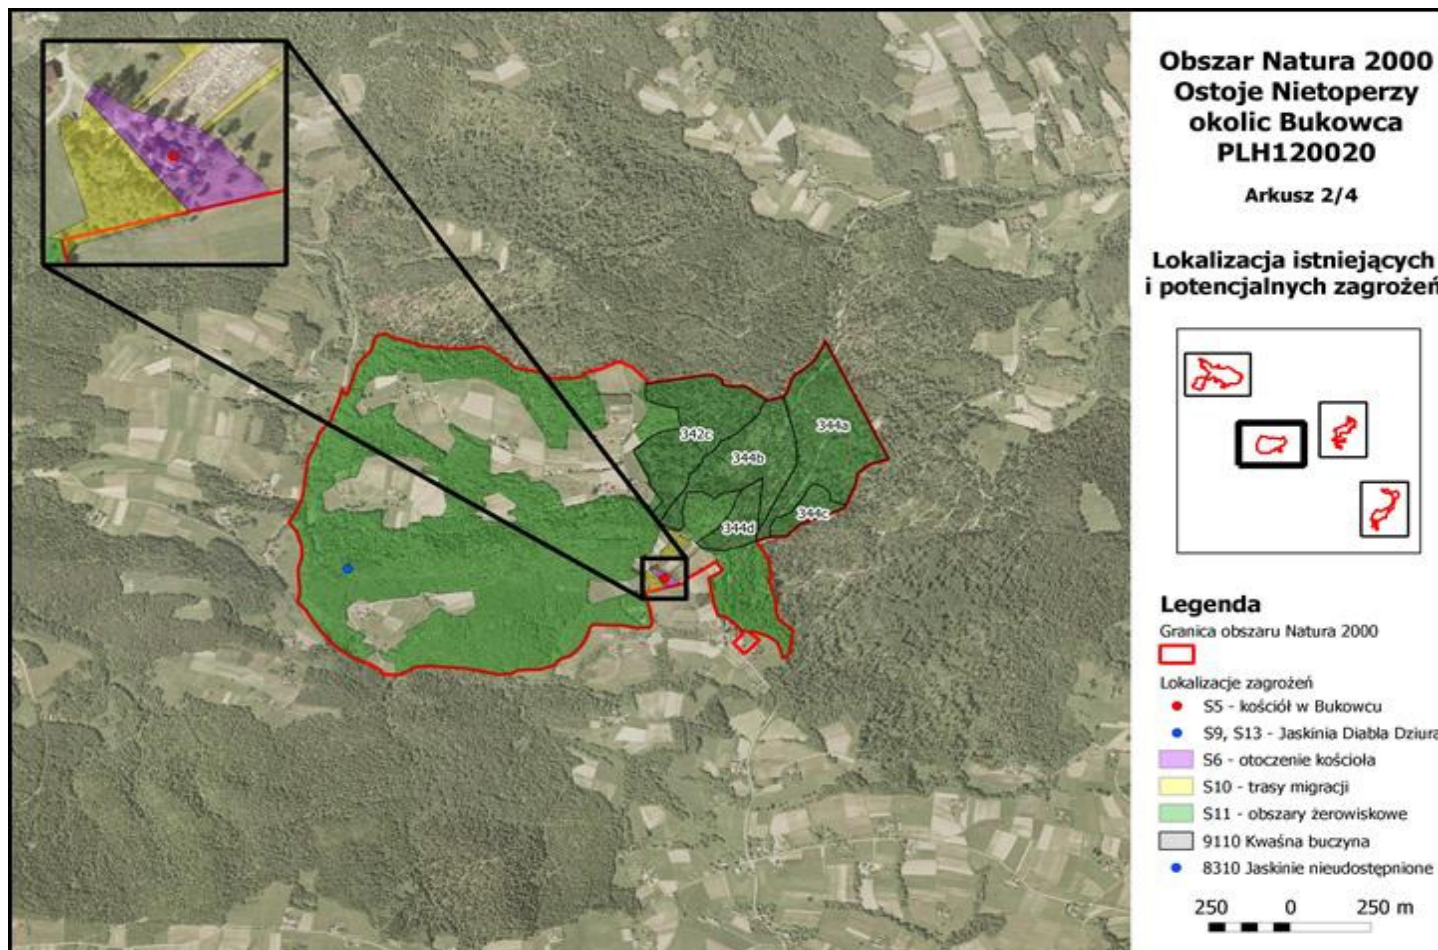 Obszar Natura 2000
Ostoje Nietoperzy
okolic Bukowca
PLH120020
Arkusz 2/4
Lokalizacja istniejących
i potencjalnych zagrożeń
342c
344a
344b
344d
344c
Legenda
Granica obszaru Natura 2000
Lokalizacje zagrożeń
S5 - kościół w Bukowcu
S9, S13 - Jaskinia Diabla Dziura
S6 - otoczenie kościoła
S10 - trasy migracji
S11 - obszary żerowiskowe
9110 Kwaśna buczyna
8310 Jaskinie nieudostępnione
250 0 250 m